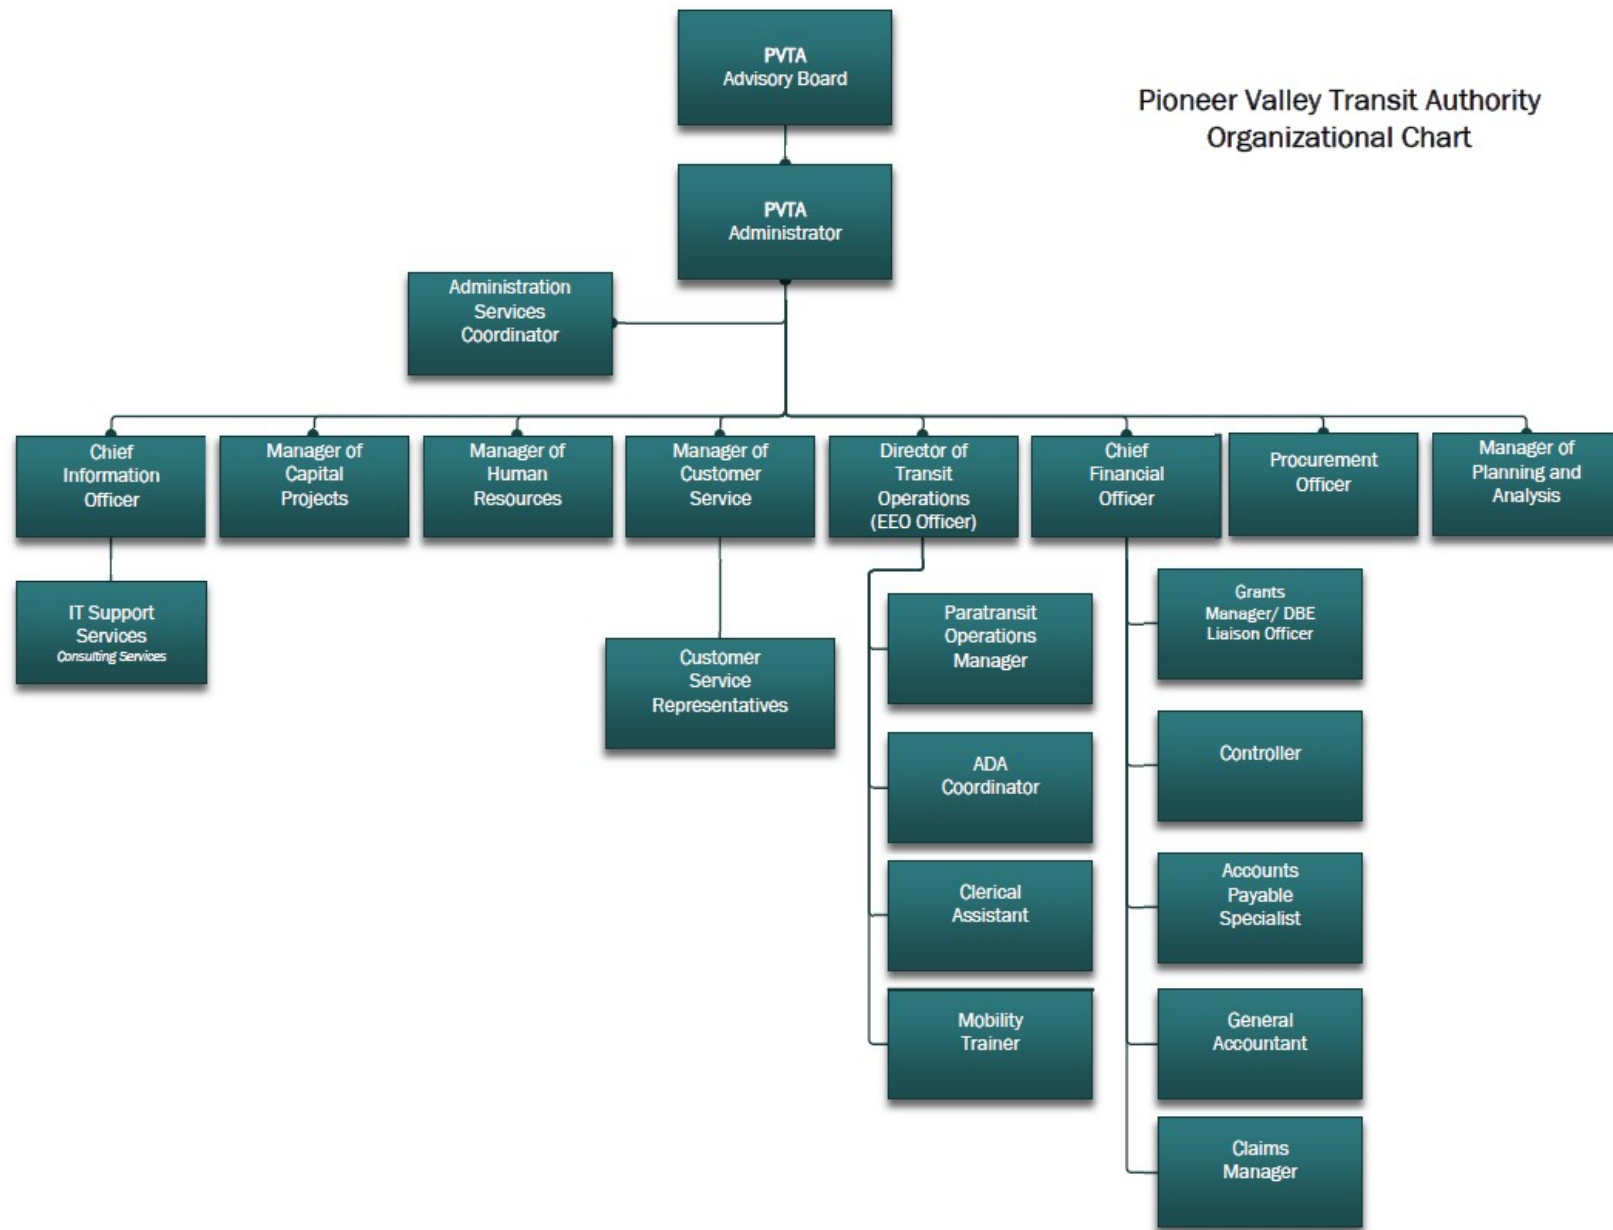 PVTA
Advisory Board
Pioneer Valley Transit Authority
Organizational Chart
PVTA
Administrator
Administration
Services
Coordinator
Chief
Information
Officer
Manager of
Capital
Projects
Manager of
Human
Resources
Manager of
Customer
Service
Director of
Transit
Operations
(EEO Officer)
Chief
Financial
Officer
Procurement
Officer
Manager of
Planning and
Analysis
IT Support
Services
Consulting Services
Customer
Service
Representatives
Paratransit
Operations
Manager
ADA
Coordinator
Clerical
Assistant
Mobility
Trainer
Grants
Manager/ DBE
Liaison Officer
Controller
Accounts
Payable
Specialist
General
Accountant
Claims
Manager